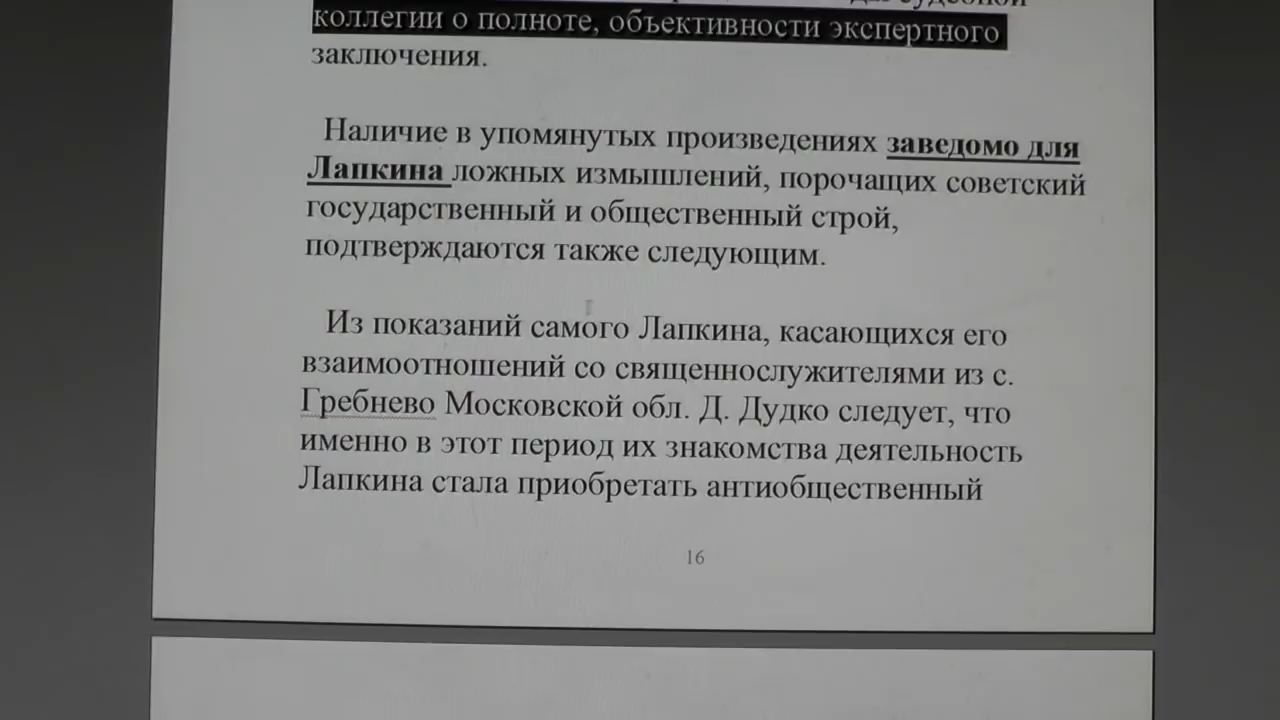 судебной
коллегии о полноте, объективности экспертного
заключения.
Наличие в упомянутых произведениях заведомо для
Лапкина ложных измышлений, порочащих советский
государственный и общественный строй,
подтверждаются также следующим.
Из показаний самого Лапкина, касающихся его
взаимоотношений со священнослужителями из с.
Гребнево Московской обл. Д. Дудко следует, что
именно в этот период их знакомства деятельность
Лапкина стала приобретать антиобщественный
16